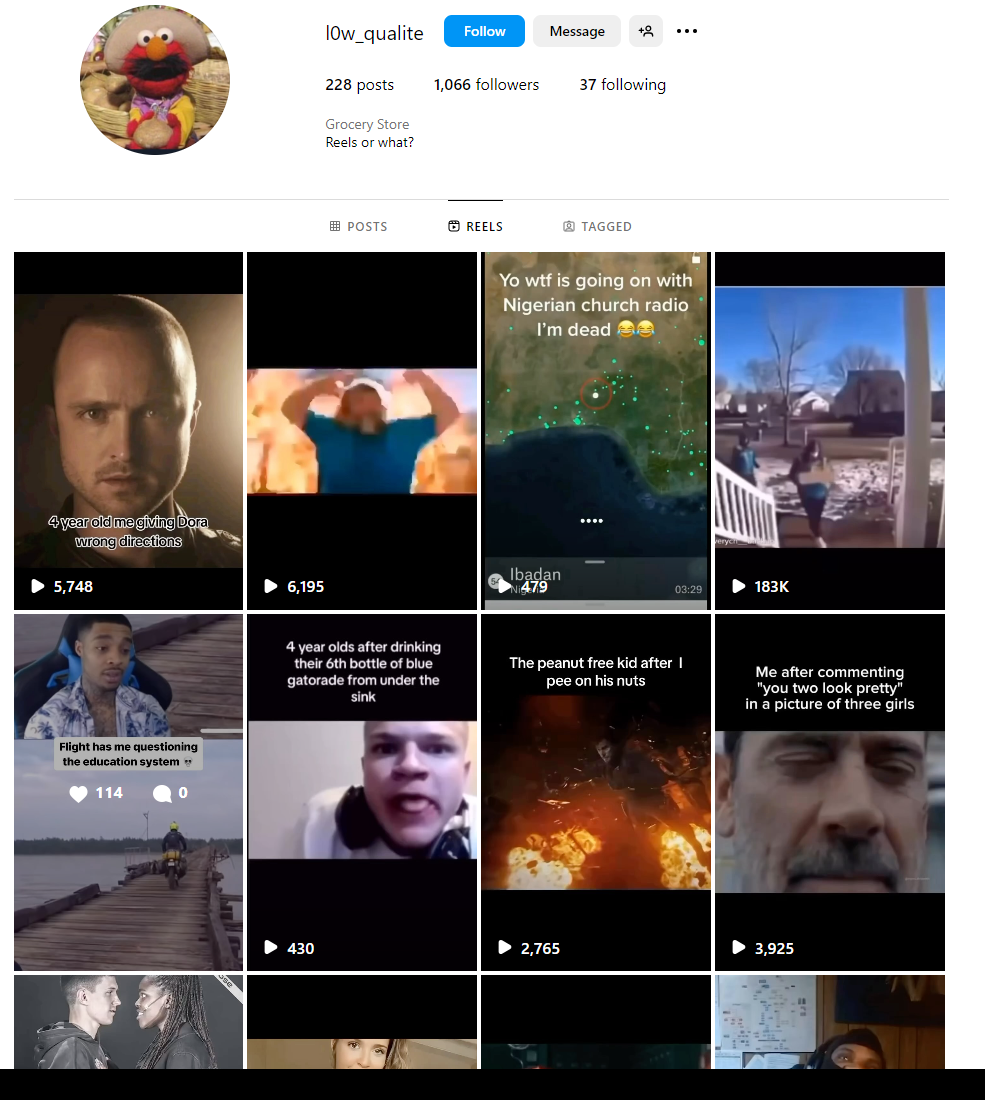 l0w_qualite
Follow
Message
228 posts
1,066 followers
37 following
Grocery Store
Reels or what?
POSTS
REELS
TAGGED
4 year old me giving Dora
wrong directions
5,748
6,195
Yo wtf is going on with
Nigerian church radio
I'm dead 😂😂
Ibadan
479
03:29
183K
Flight has me questioning
the education system 💀
114
0
4 year olds after drinking
their 6th bottle of blue
gatorade from under the
sink
430
The peanut free kid after I
pee on his nuts
2,765
Me after commenting
"you two look pretty"
in a picture of three girls
3,925